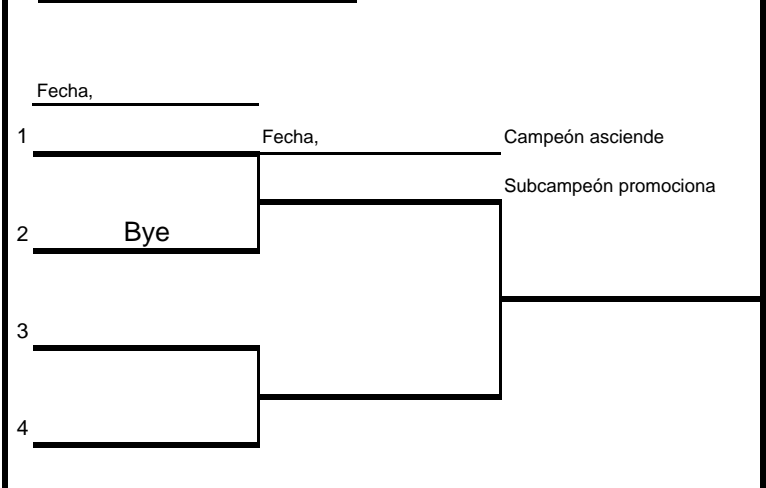 Fecha,
1
Fecha,
Campeón asciende
Subcampeón promociona
2
Bye
3
4